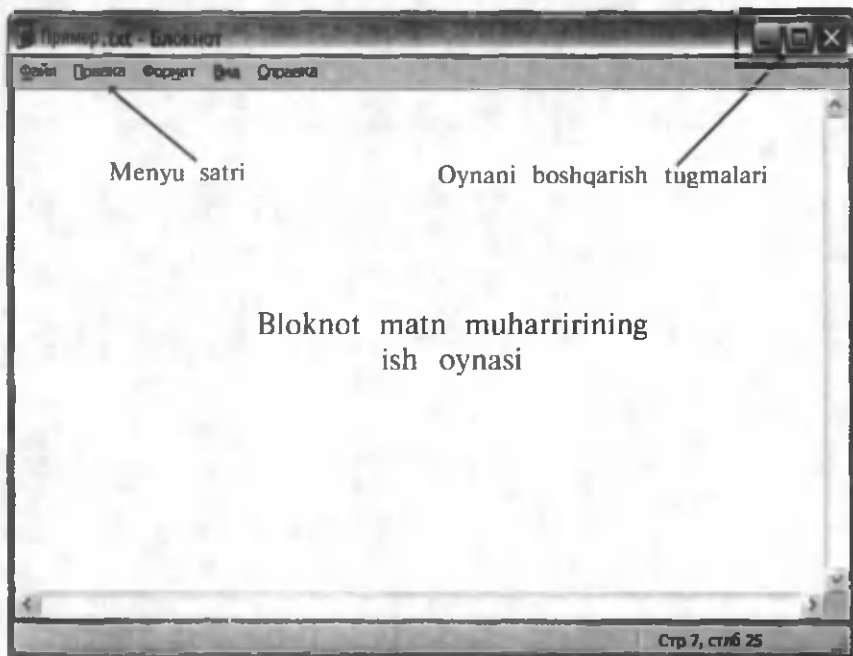 Пример.txt - Блокнот
Файл Правка Формат Вид Справка
Menyu satri
Oynani boshqarish tugmalari
Bloknot matn muharririning
ish oynasi
Стр 7, стлб 25